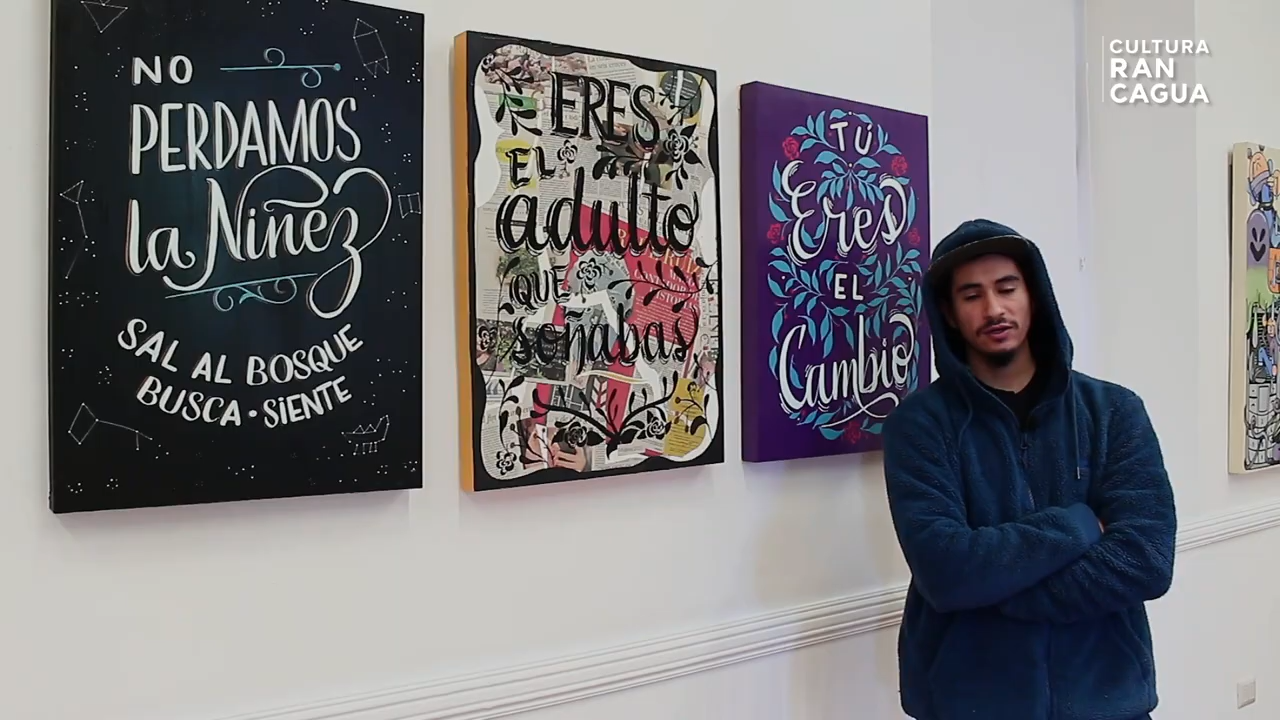 NO
PERDAMOS
la Niñez
SAL AL BOSQUE
BUSCA • SiENTE
ERES
EL
adulto
QUE
soñabas
TÚ
Eres
EL
Cambio
CULTURA
RAN
CAGUA